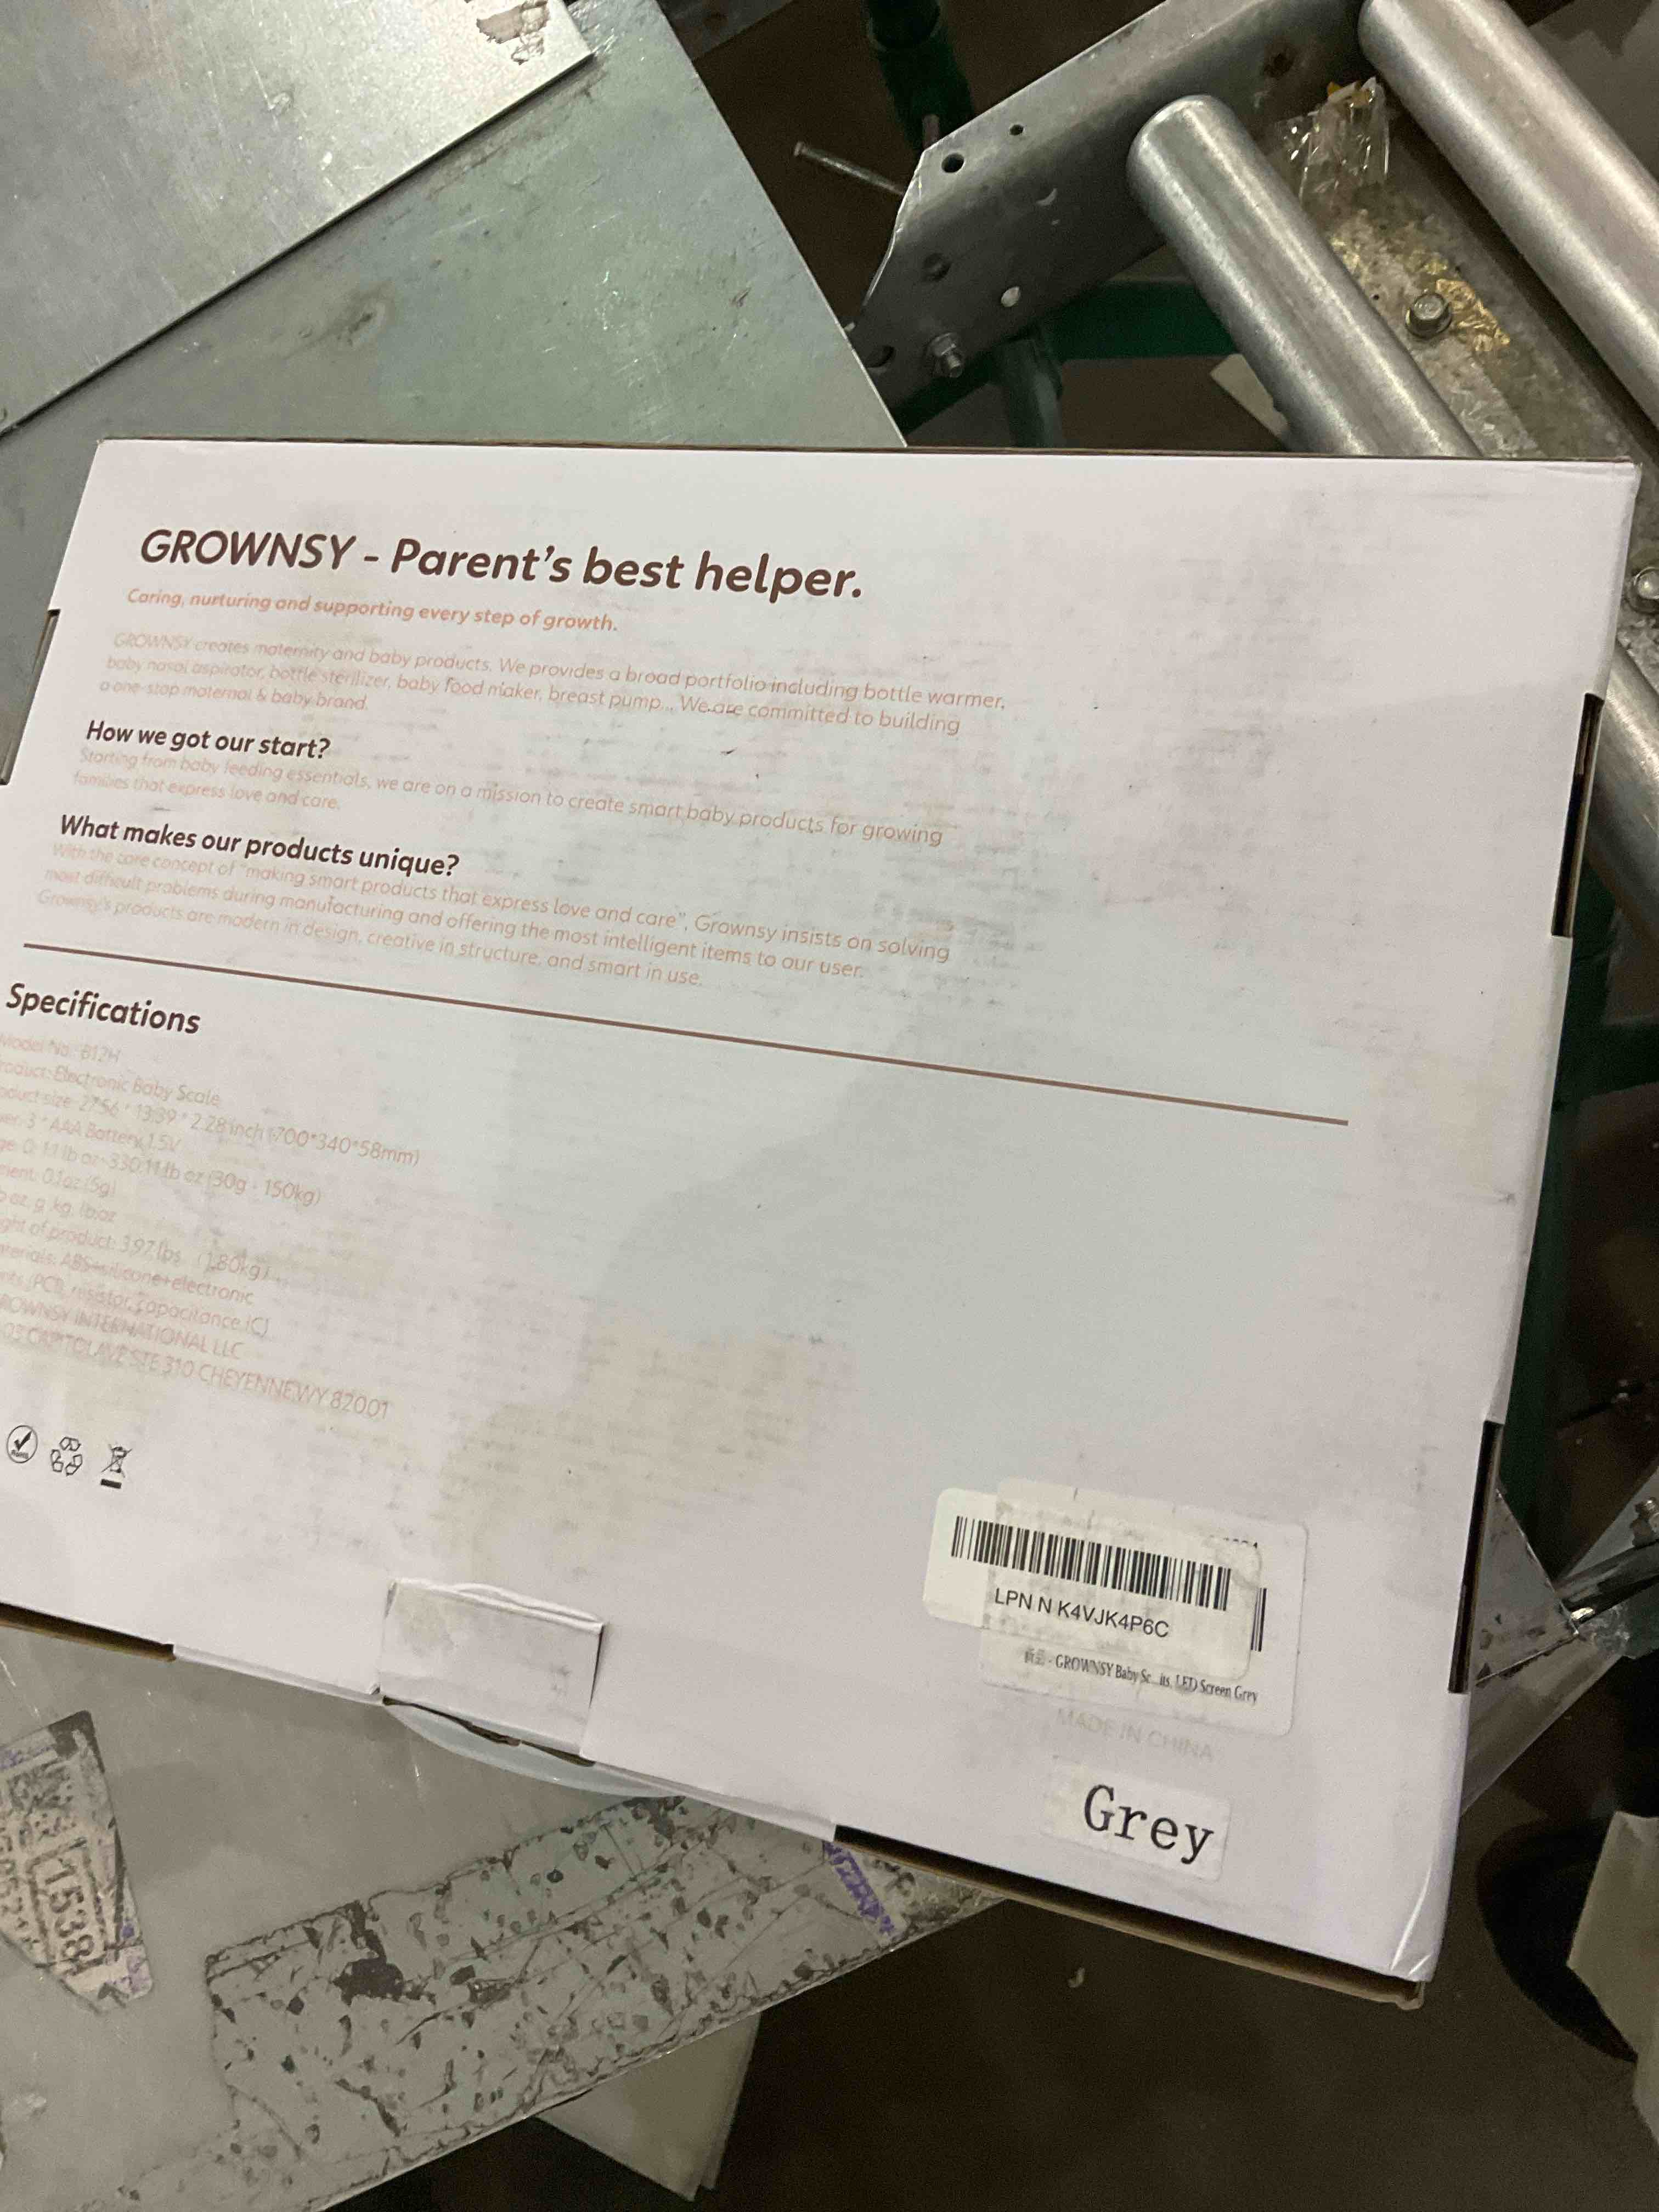 GROWNSY - Parent's best helper.
Caring, nurturing and supporting every step of growth.
GROWNSY creates maternity and baby products. We provides a broad portfolio including bottle warmer,
baby nasal aspirator, bottle sterilizer, baby food maker, breast pump... We are committed to building
a one-stop maternal & baby brand.
How we got our start?
Starting from baby feeding essentials, we are on a mission to create smart baby products for growing
families that express love and care.
What makes our products unique?
With the core concept of "making smart products that express love and care", Grownsy insists on solving
most difficult problems during manufacturing and offering the most intelligent items to our user.
Grownsy's products are modern in design, creative in structure, and smart in use.
Specifications
Model No.: B12H
Product: Electronic Baby Scale
size: 27.56 * 13.39 * 2.28 inch (700*340*58mm)
3 * AAA Battery 1.5V
330.11 lb oz (30g - 150kg)
0.1oz (5g)
oz, g, kg, lb:oz
of product: 3.97 lbs (1.80kg)
ABS+silicone+electronic
(PCB, resistor, capacitance, IC)
GROWNSY INTERNATIONAL LLC
CAPITOL AVE STE 310 CHEYENNE WY 82001
LPN N K4VJK4P6C
- GROWNSY Baby Sc... its, LED Screen Grey
MADE IN CHINA
Grey
1538